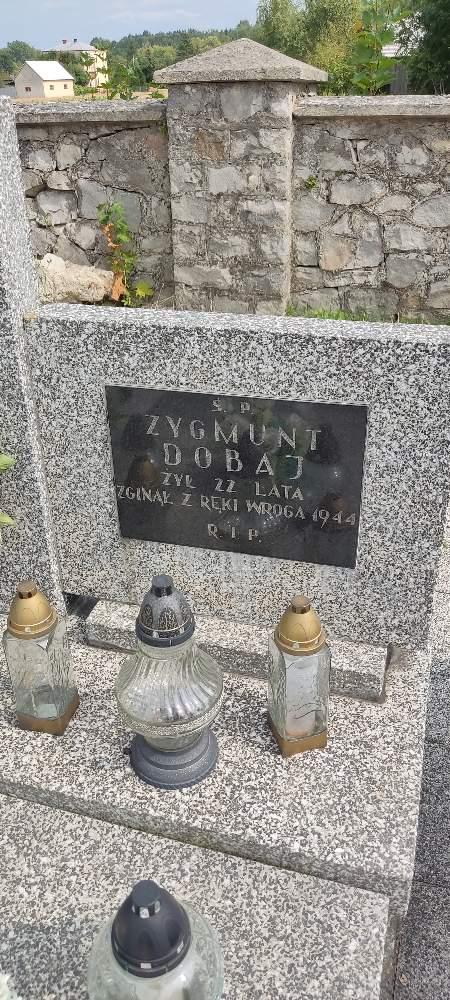 Ś. P.
ZYGMUNT
DOBAJ
ŻYŁ 22 LATA
ZGINĄŁ Z RĘKI WROGA 1944
R. I P.